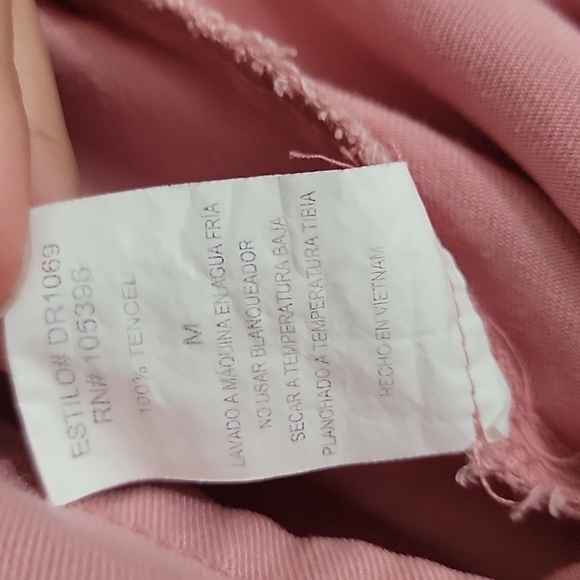 ESTILO# DR1069
RN# 105396
100% TENCEL
M
LAVADO A MÁQUINA EN AGUA FRÍA
NO USAR BLANQUEADOR
SECAR A TEMPERATURA BAJA
PLANCHADO A TEMPERATURA TIBIA
HECHO EN VIETNAM